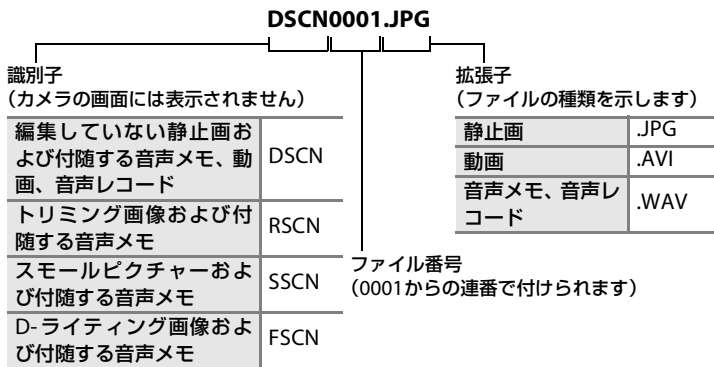 DSCN0001.JPG
識別子
（カメラの画面には表示されません）
編集していない静止画お
よび付随する音声メモ、動
画、音声レコード
DSCN
トリミング画像および付
随する音声メモ
RSCN
スモールピクチャーおよ
び付随する音声メモ
SSCN
D-ライティング画像およ
び付随する音声メモ
FSCN
ファイル番号
（0001からの連番で付けられます）
拡張子
（ファイルの種類を示します）
静止画
.JPG
動画
.AVI
音声メモ、音声レ
コード
.WAV